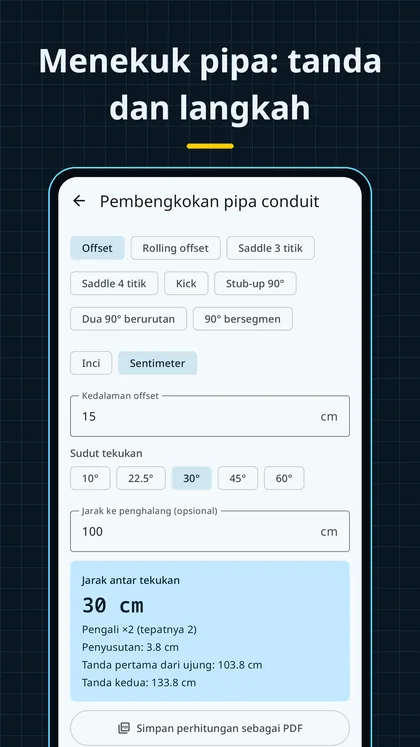 Menekuk pipa: tanda
dan langkah
Pembengkokan pipa conduit
Offset Rolling offset Saddle 3 titik
Saddle 4 titik Kick Stub-up 90°
Dua 90° berurutan 90° bersegmen
Inci Sentimeter
Kedalaman offset
15 cm
Sudut tekukan
10° 22.5° 30° 45° 60°
Jarak ke penghalang (opsional)
100 cm
Jarak antar tekukan
30 cm
Pengali ×2 (tepatnya 2)
Penyusutan: 3.8 cm
Tanda pertama dari ujung: 103.8 cm
Tanda kedua: 133.8 cm
Simpan perhitungan sebagai PDF